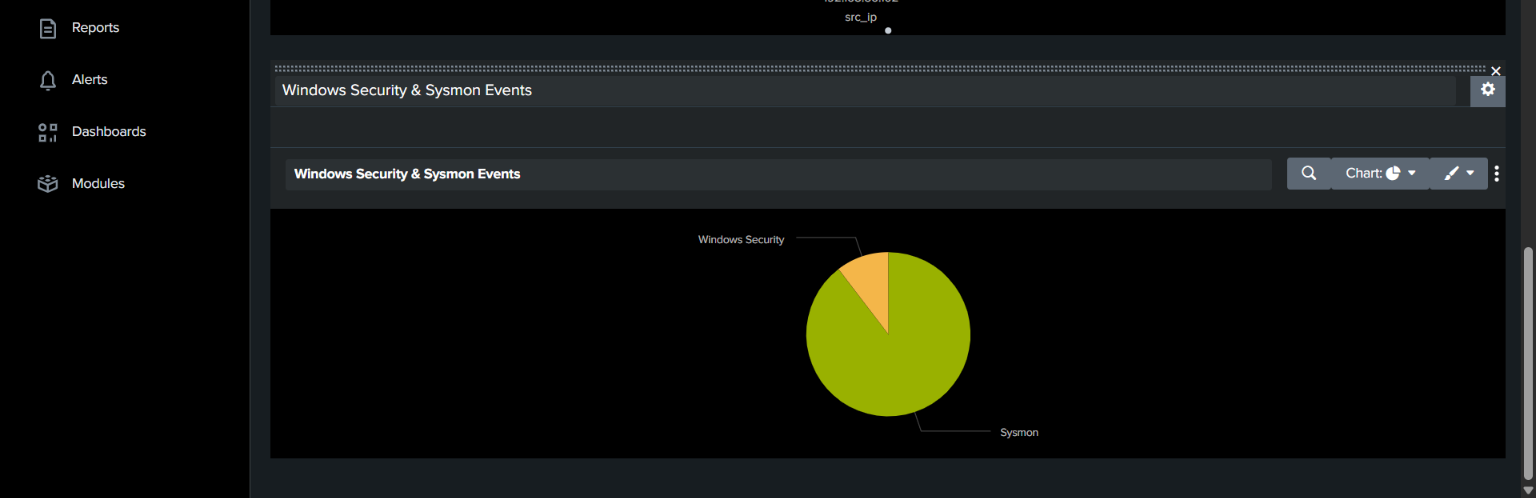 src_ip
Reports
Alerts
Dashboards
Modules
Windows Security & Sysmon Events
Windows Security & Sysmon Events
Chart:
Windows Security
Sysmon